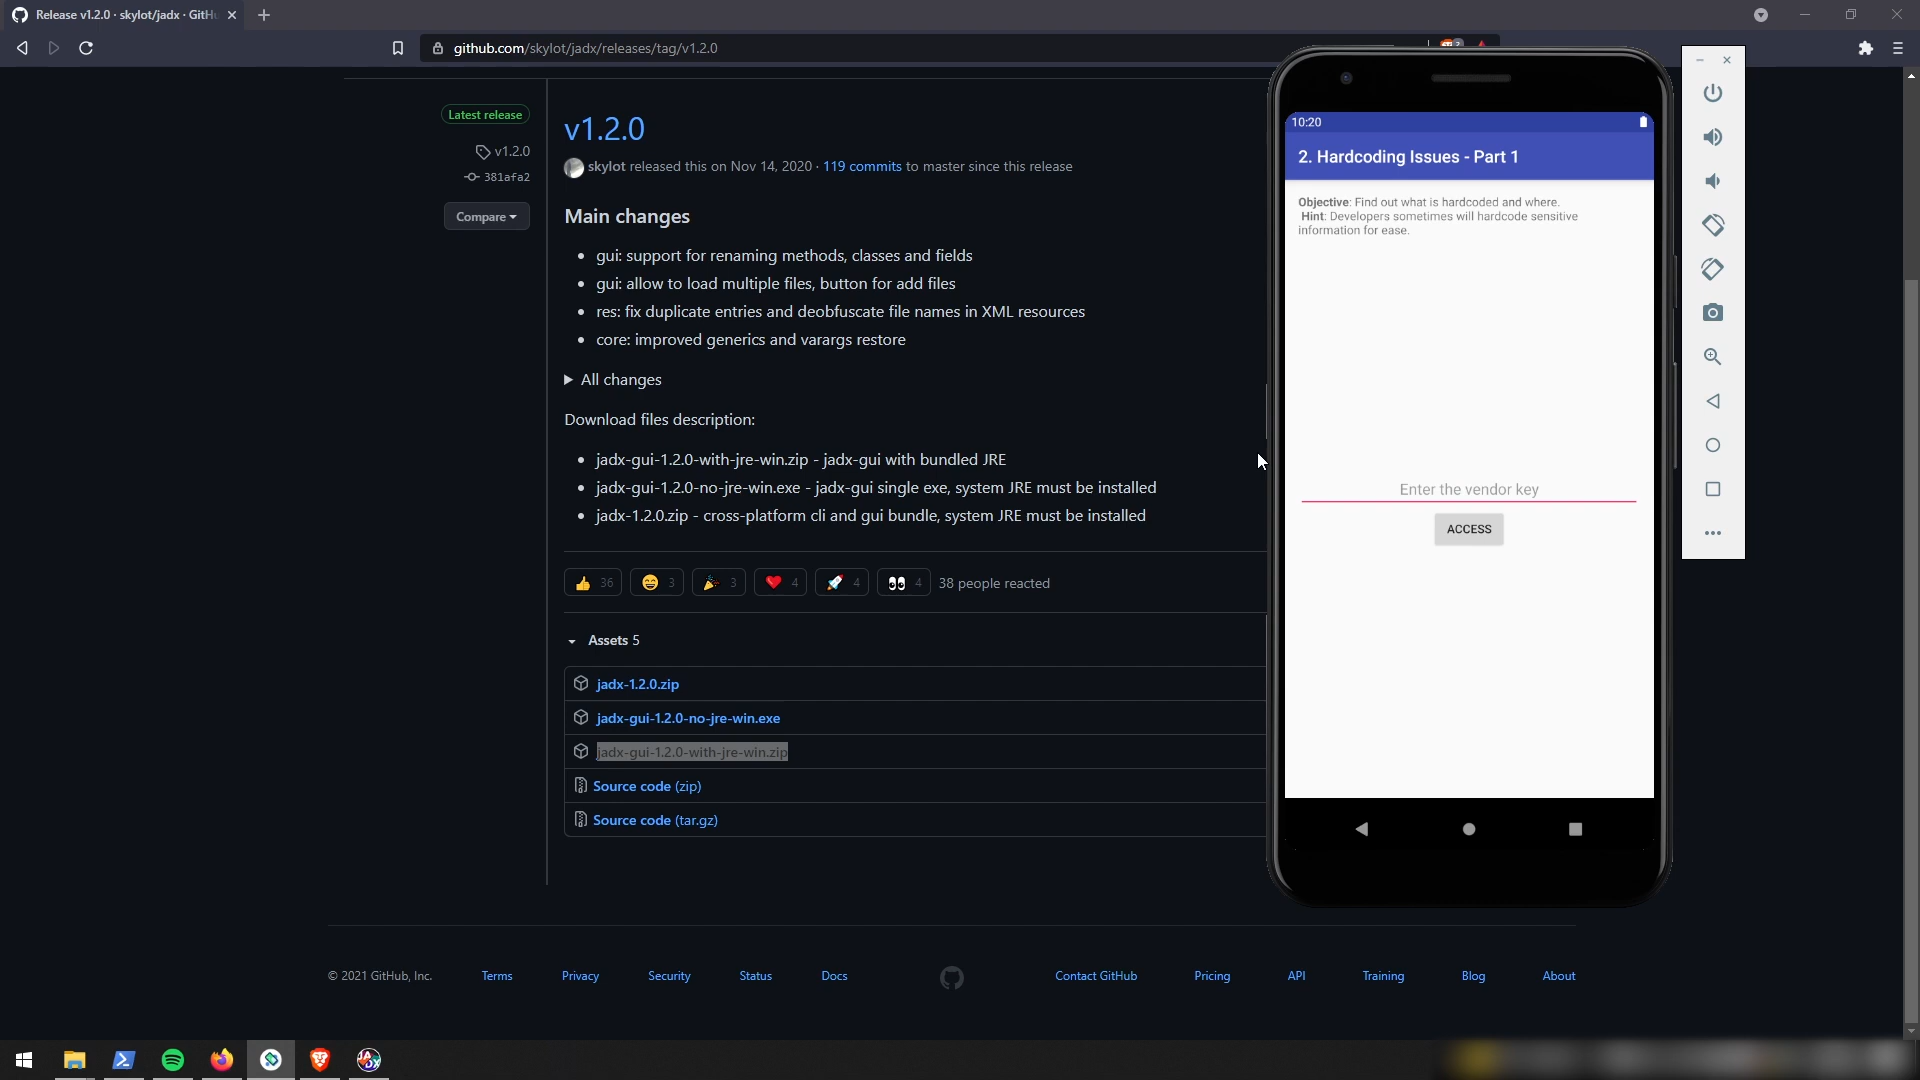 Release v1.2.0 · skylot/jadx · GitH
github.com/skylot/jadx/releases/tag/v1.2.0
Latest release
v1.2.0
381afa2
Compare
v1.2.0
skylot released this on Nov 14, 2020 · 119 commits to master since this release
Main changes
• gui: support for renaming methods, classes and fields
• gui: allow to load multiple files, button for add files
• res: fix duplicate entries and deobfuscate file names in XML resources
• core: improved generics and varargs restore
All changes
Download files description:
• jadx-gui-1.2.0-with-jre-win.zip - jadx-gui with bundled JRE
• jadx-gui-1.2.0-no-jre-win.exe - jadx-gui single exe, system JRE must be installed
• jadx-1.2.0.zip - cross-platform cli and gui bundle, system JRE must be installed
36 3 3 4 4 4 38 people reacted
Assets 5
jadx-1.2.0.zip
jadx-gui-1.2.0-no-jre-win.exe
jadx-gui-1.2.0-with-jre-win.zip
Source code (zip)
Source code (tar.gz)
10:20
2. Hardcoding Issues - Part 1
Objective: Find out what is hardcoded and where.
Hint: Developers sometimes will hardcode sensitive
information for ease.
Enter the vendor key
ACCESS
© 2021 GitHub, Inc. Terms Privacy Security Status Docs Contact GitHub Pricing API Training Blog About
JADX